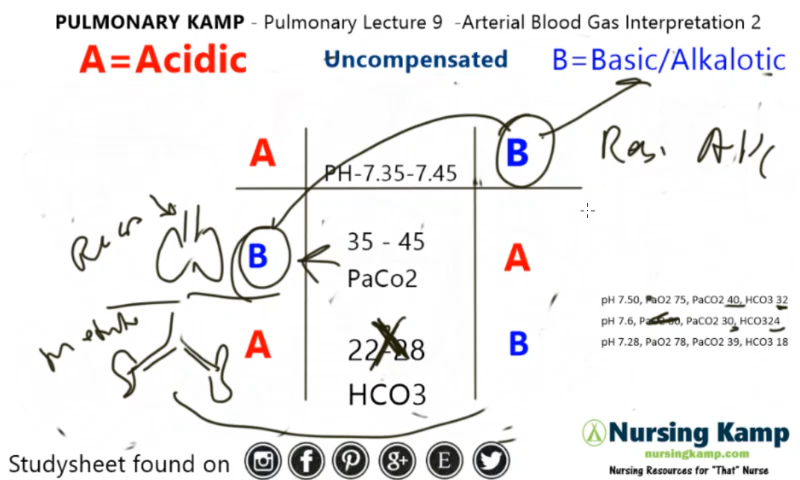 PULMONARY KAMP - Pulmonary Lecture 9 -Arterial Blood Gas Interpretation 2
A=Acidic Uncompensated B=Basic/Alkalotic
A B
PH-7.35-7.45
B 35 - 45 A
PaCo2
A 22-28 B
HCO3
pH 7.50, PaO2 75, PaCO2 40, HCO3 32
pH 7.6, PaO2 80, PaCO2 30, HCO324
pH 7.28, PaO2 78, PaCO2 39, HCO3 18
Nursing Kamp
nursingkamp.com
Nursing Resources for "That" Nurse
Studysheet found on